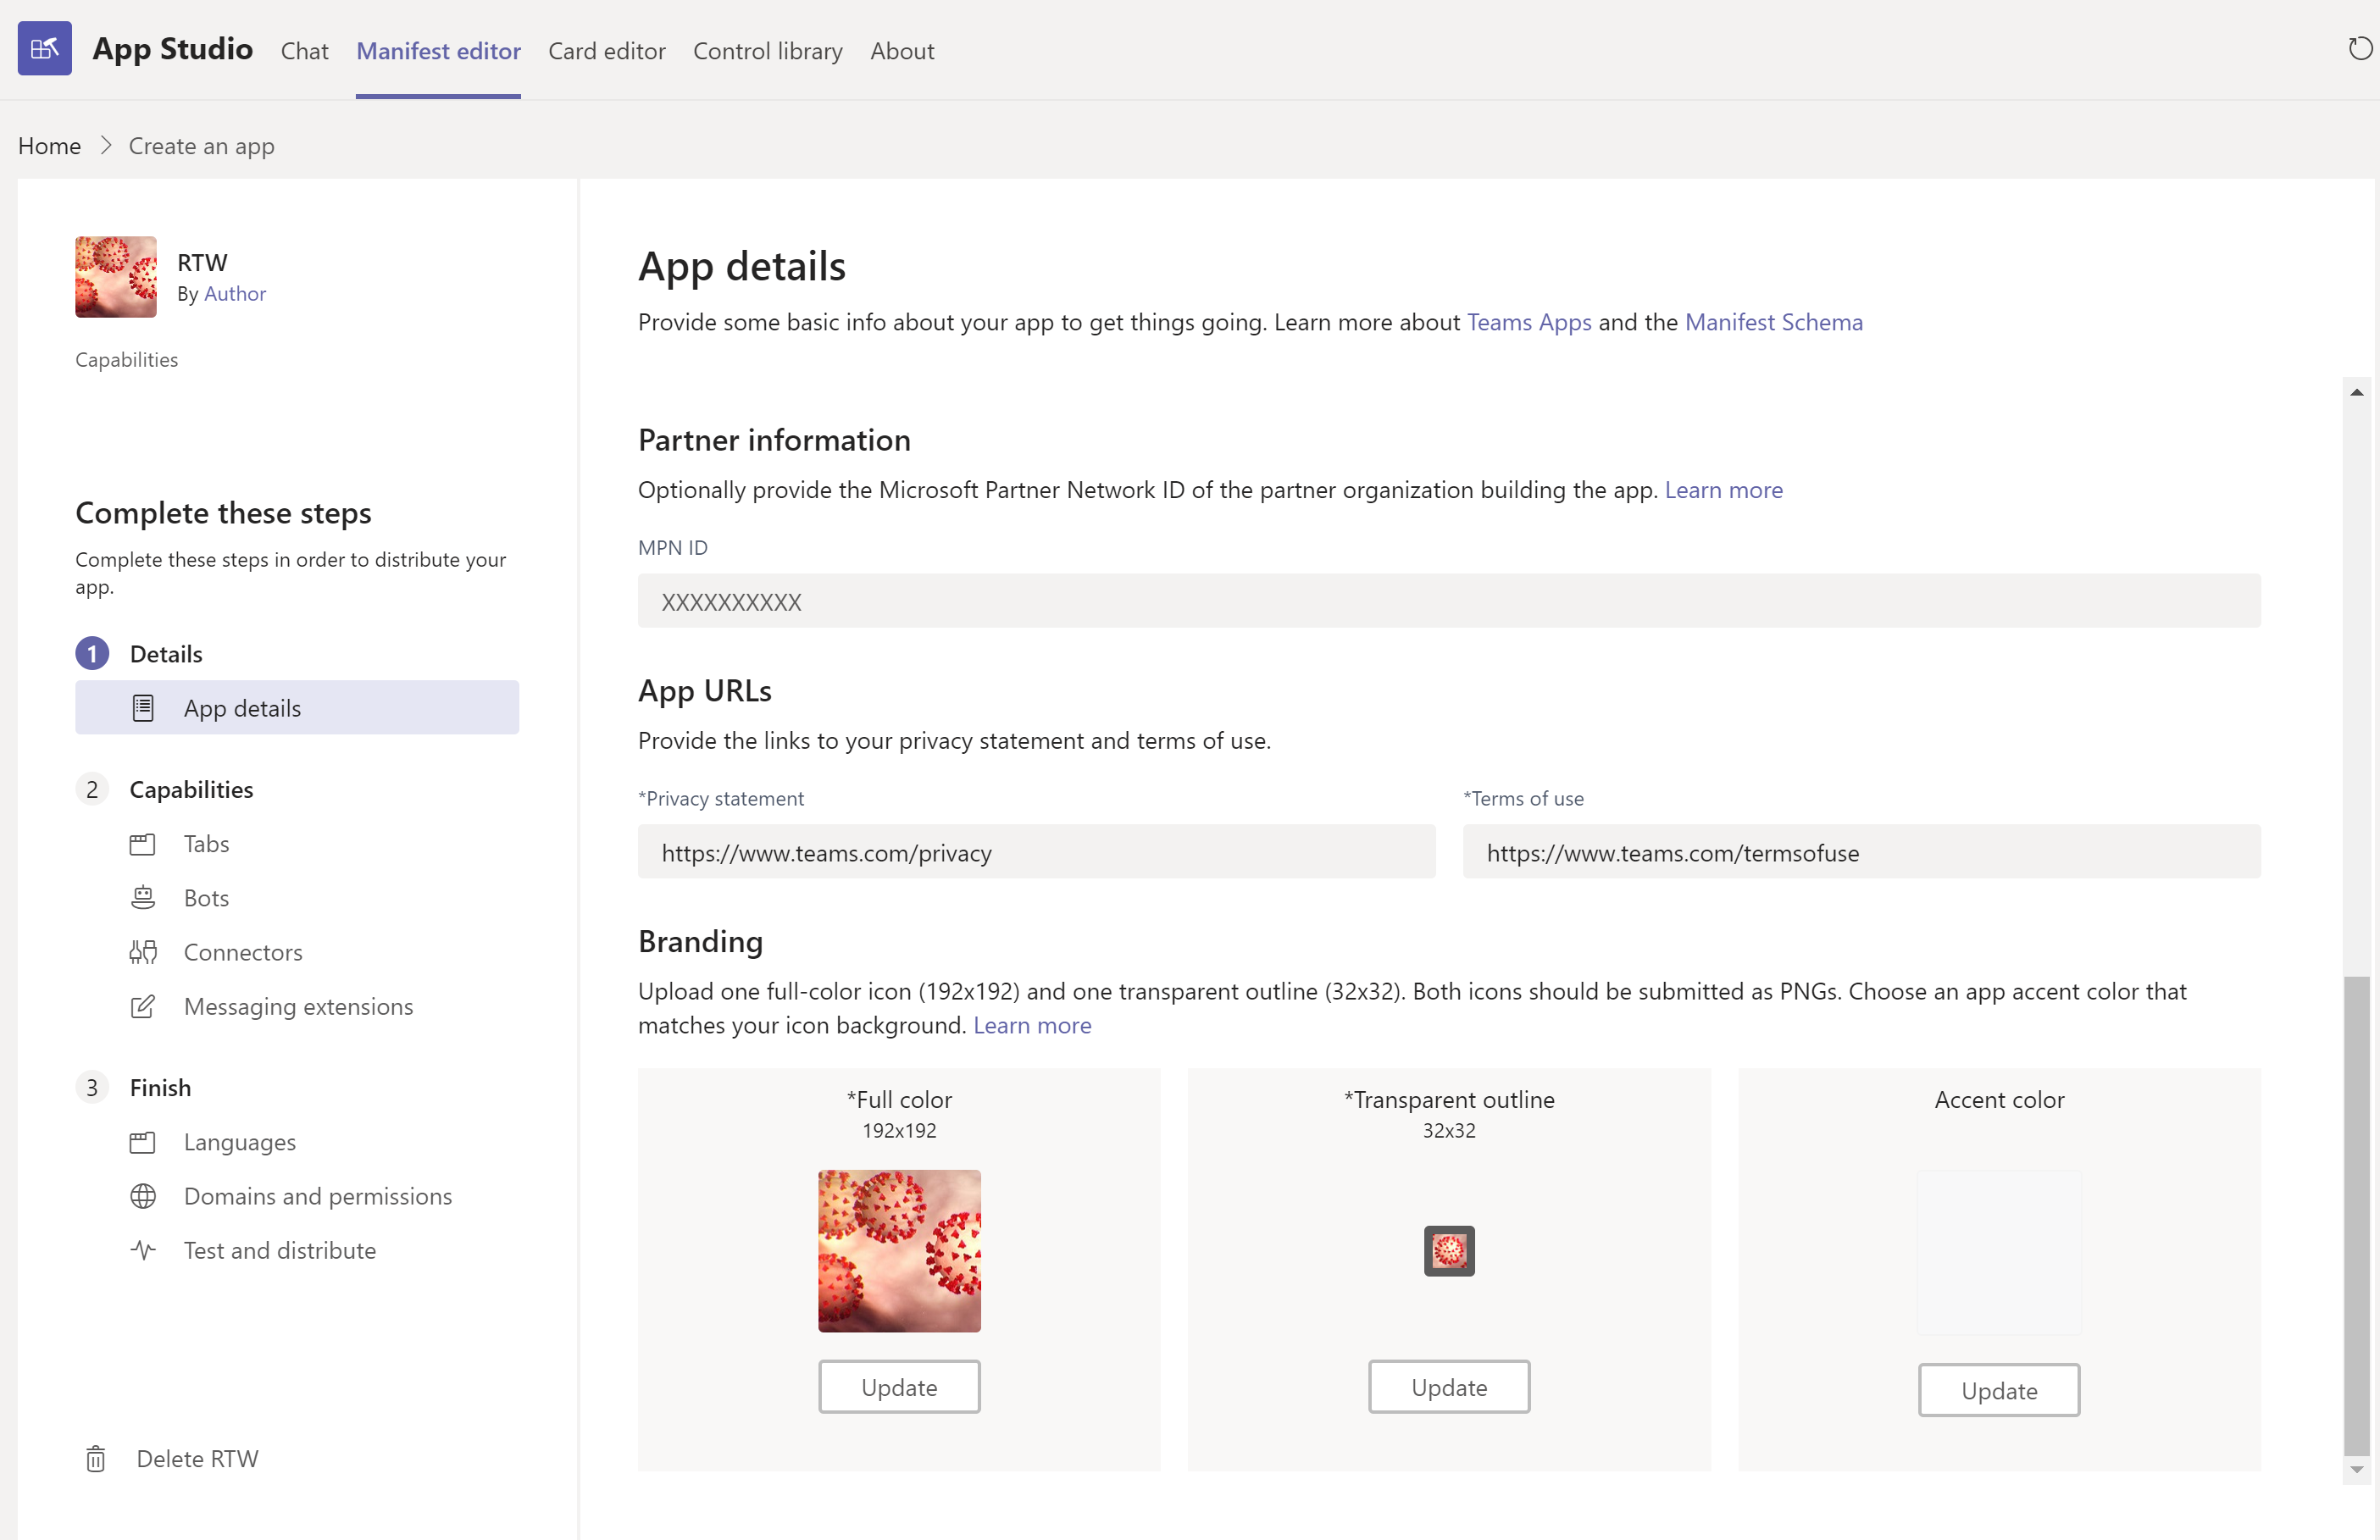 App Studio
Chat
Manifest editor
Card editor
Control library
About
Home
Create an app
RTW
By Author
Capabilities
Complete these steps
Complete these steps in order to distribute your
app.
1
Details
App details
2
Capabilities
Tabs
Bots
Connectors
Messaging extensions
3
Finish
Languages
Domains and permissions
Test and distribute
Delete RTW
App details
Provide some basic info about your app to get things going. Learn more about Teams Apps and the Manifest Schema
Partner information
Optionally provide the Microsoft Partner Network ID of the partner organization building the app. Learn more
MPN ID
XXXXXXXXXX
App URLs
Provide the links to your privacy statement and terms of use.
*Privacy statement
https://www.teams.com/privacy
*Terms of use
https://www.teams.com/termsofuse
Branding
Upload one full-color icon (192x192) and one transparent outline (32x32). Both icons should be submitted as PNGs. Choose an app accent color that
matches your icon background. Learn more
*Full color
192x192
Update
*Transparent outline
32x32
Update
Accent color
Update